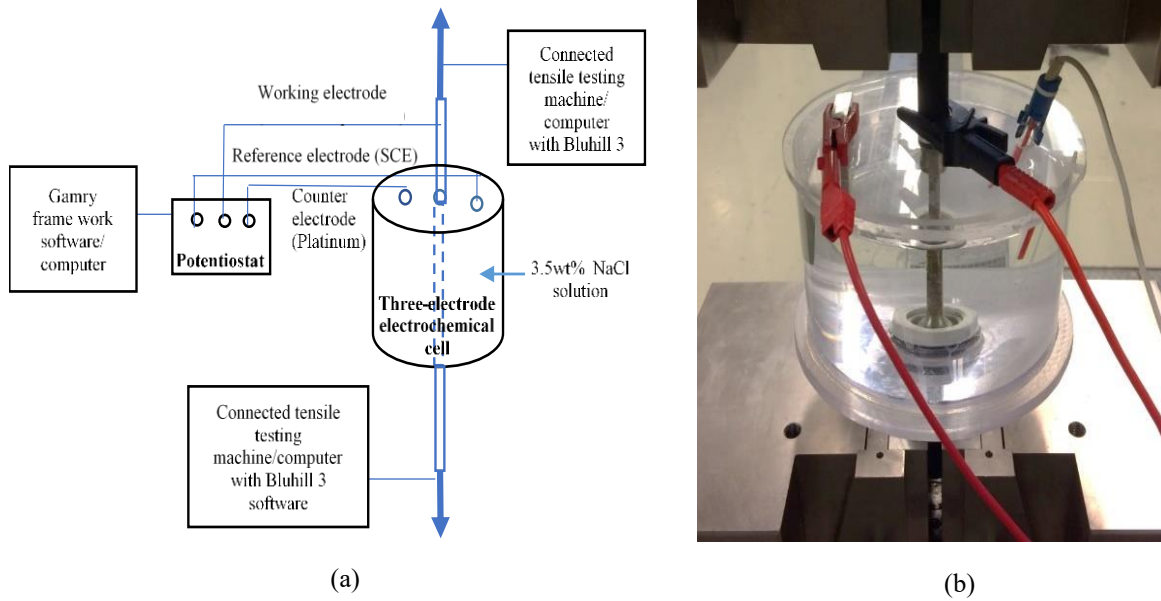 Connected
tensile testing
machine/
computer
with Bluhill 3
Working electrode
Reference electrode (SCE)
Gamry
frame work
software/
computer
Counter
electrode
(Platinum)
Potentiostat
3.5wt% NaCl
solution
Three-electrode
electrochemical
cell
Connected tensile
testing
machine/computer
with Bluhill 3
software
(a)
(b)